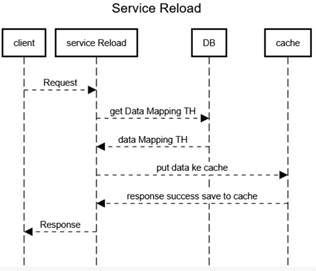 Service Reload
client
service Reload
DB
cache
Request
get Data Mapping TH
data Mapping TH
put data ke cache
response success save to cache
Response